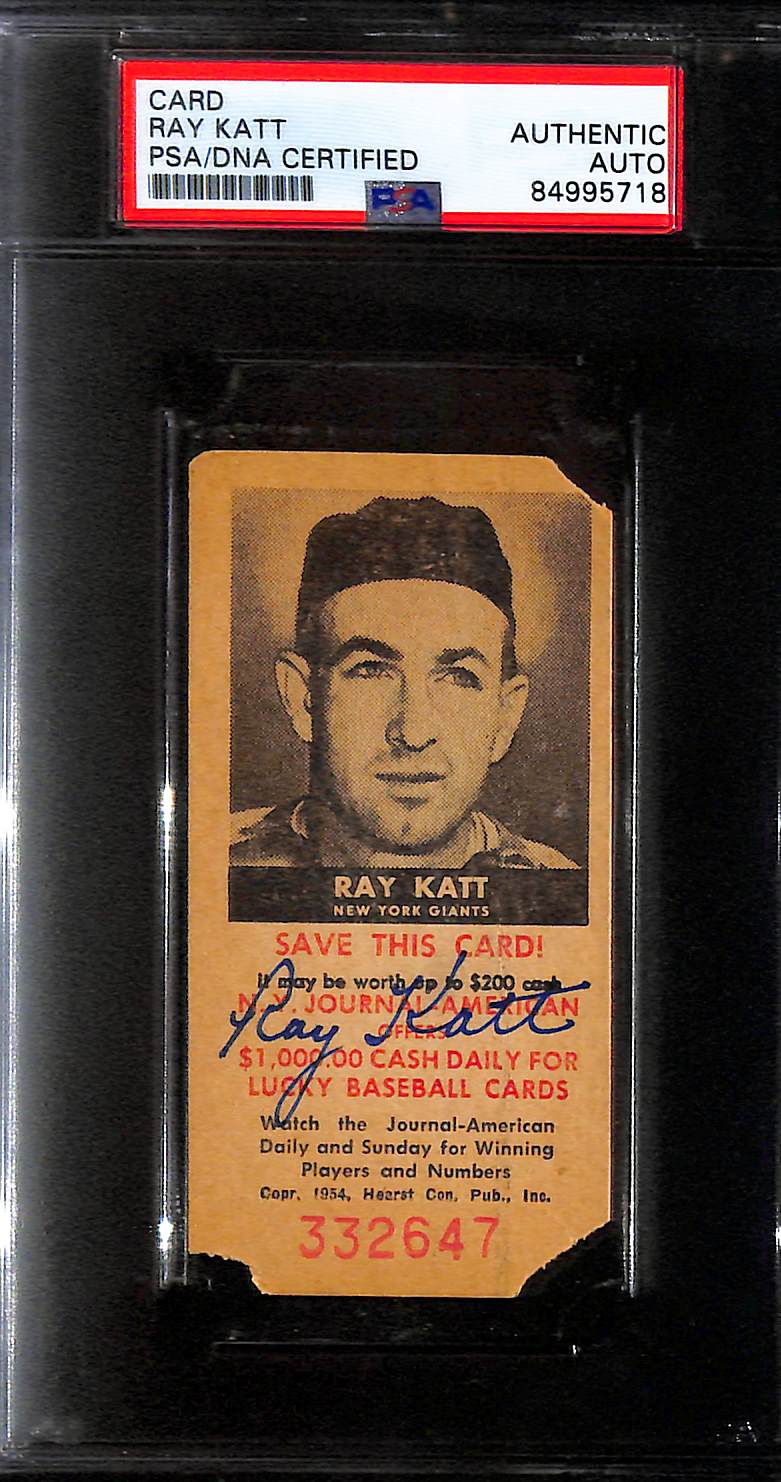 CARD
RAY KATT
PSA/DNA CERTIFIED
AUTHENTIC
AUTO
84995718
PSA
RAY KATT
NEW YORK GIANTS
SAVE THIS CARD!
It may be worth up to $200 cash
N.Y. JOURNAL-AMERICAN
OFFERS
$1,000.00 CASH DAILY FOR
LUCKY BASEBALL CARDS
Ray Katt
Watch the Journal-American
Daily and Sunday for Winning
Players and Numbers
Copr. 1954, Hearst Con. Pub., Inc.
332647